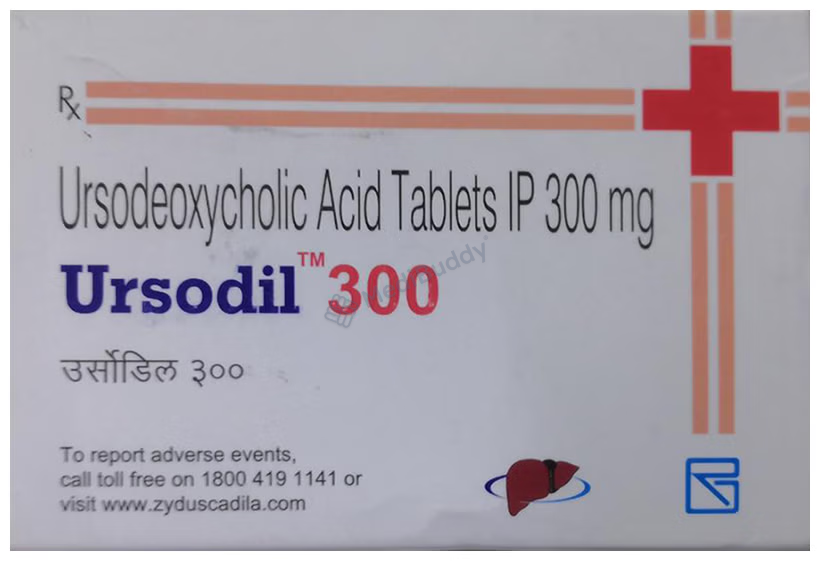 Rx
Ursodeoxycholic Acid Tablets IP 300 mg
Ursodil™ 300
MediBuddy
उर्सोडिल ३००
To report adverse events,
call toll free on 1800 419 1141 or
visit www.zyduscadila.com